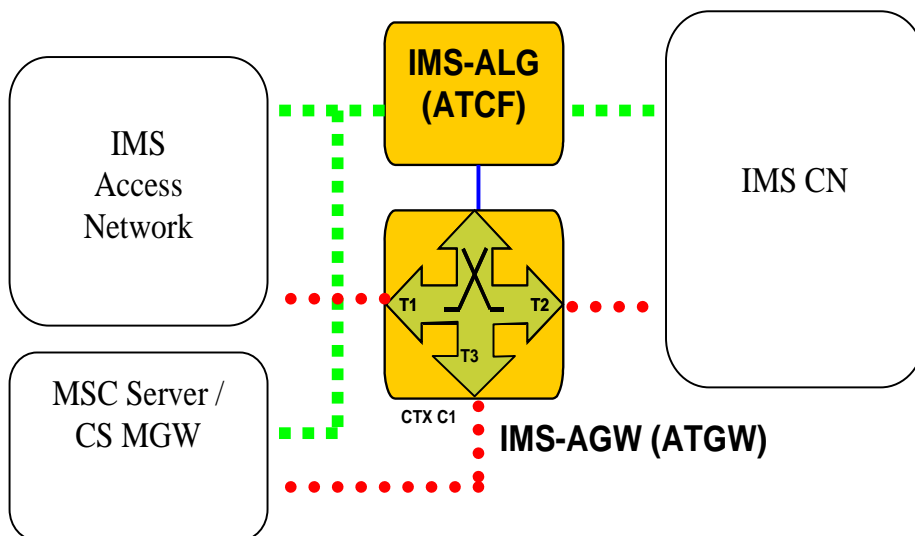 IMS-ALG
(ATCF)
IMS
Access
Network
IMS CN
T1
T2
T3
MSC Server /
CS MGW
CTX C1
IMS-AGW (ATGW)